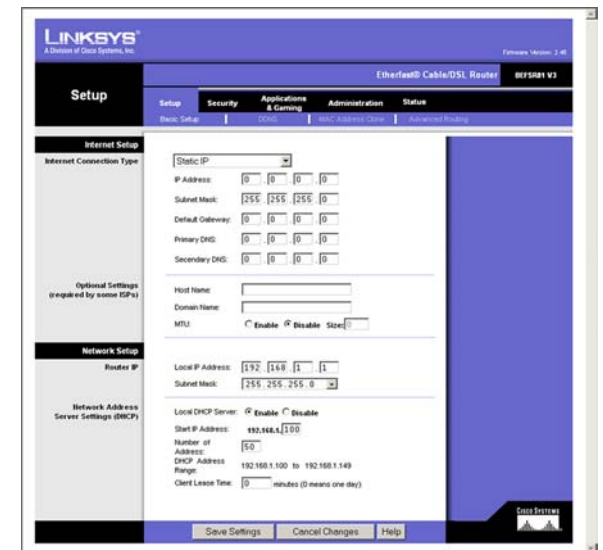 LINKSYS®
A Division of Cisco Systems, Inc.
Firmware Version: 2.40
Etherfast® Cable/DSL Router
BEFSR81 V3
Setup
Setup Security Applications & Gaming Administration Status
Basic Setup | DDNS | MAC Address Clone | Advanced Routing
Internet Setup
Internet Connection Type
Static IP
IP Address: 0 . 0 . 0 . 0
Subnet Mask: 255 . 255 . 255 . 0
Default Gateway: 0 . 0 . 0 . 0
Primary DNS: 0 . 0 . 0 . 0
Secondary DNS: 0 . 0 . 0 . 0
Optional Settings
(required by some ISPs)
Host Name:
Domain Name:
MTU: Enable Disable Size: 0
Network Setup
Router IP
Local IP Address: 192 . 168 . 1 . 1
Subnet Mask: 255.255.255.0
Network Address
Server Settings (DHCP)
Local DHCP Server: Enable Disable
Start IP Address: 192.168.1. 100
Number of
Address: 50
DHCP Address
Range: 192.168.1.100 to 192.168.1.149
Client Lease Time: 0 minutes (0 means one day)
Save Settings Cancel Changes Help
CISCO SYSTEMS